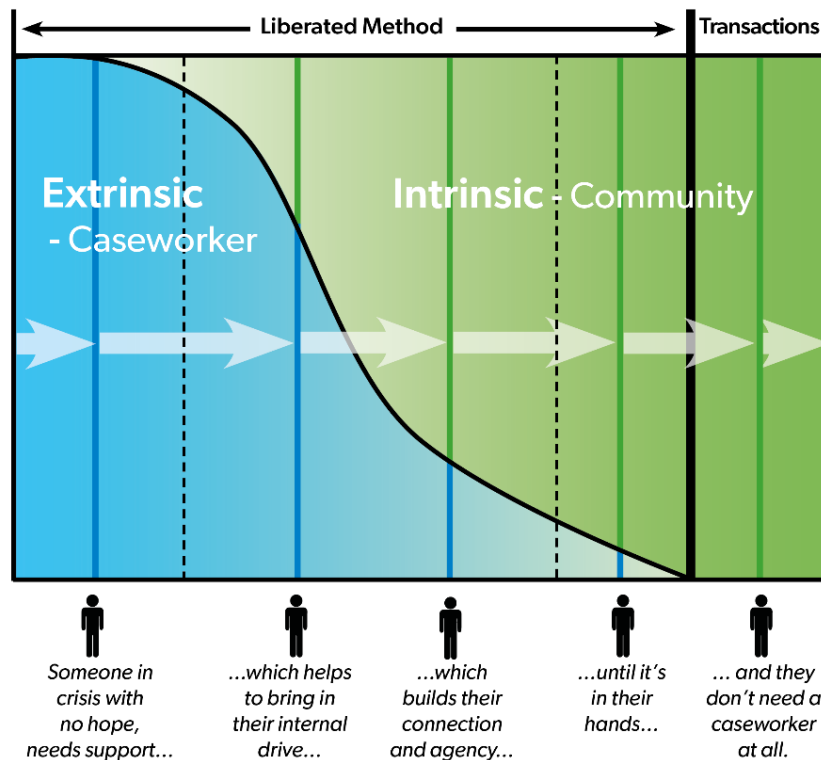 Liberated Method
Transactions
Extrinsic
- Caseworker
Intrinsic - Community
Someone in
crisis with
no hope,
needs support...
...which helps
to bring in
their internal
drive...
...which
builds their
connection
and agency...
...until it's
in their
hands...
... and they
don't need a
caseworker
at all.